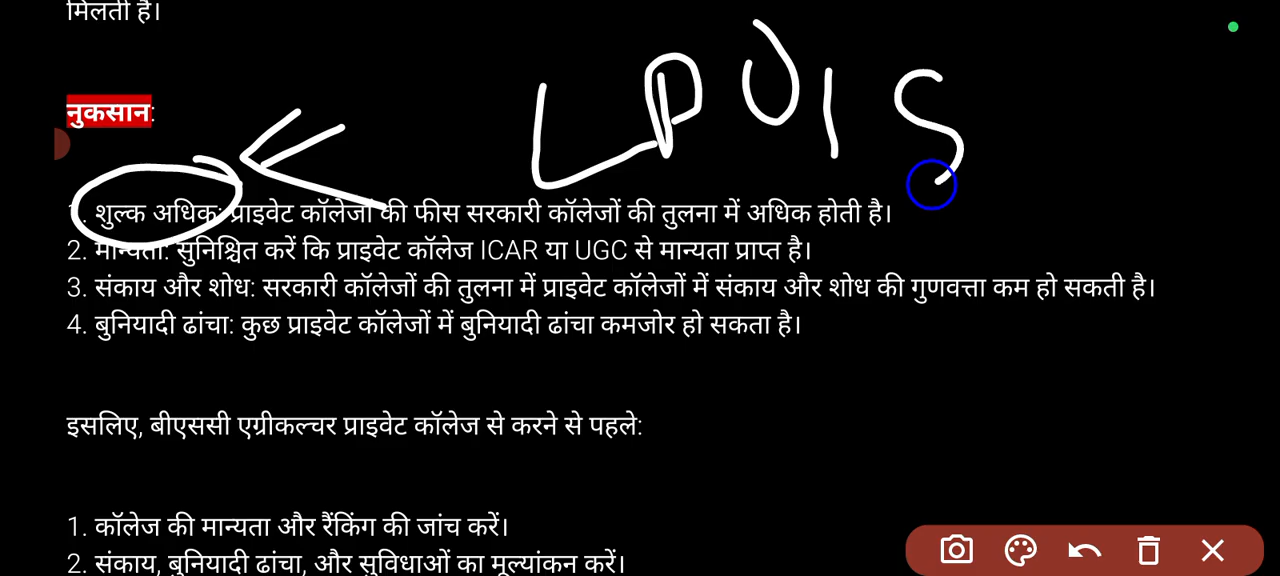 मिलती है।
नुकसान:
LPU
1. शुल्क अधिक: प्राइवेट कॉलेजों की फीस सरकारी कॉलेजों की तुलना में अधिक होती है।
2. मान्यता: सुनिश्चित करें कि प्राइवेट कॉलेज ICAR या UGC से मान्यता प्राप्त है।
3. संकाय और शोध: सरकारी कॉलेजों की तुलना में प्राइवेट कॉलेजों में संकाय और शोध की गुणवत्ता कम हो सकती है।
4. बुनियादी ढांचा: कुछ प्राइवेट कॉलेजों में बुनियादी ढांचा कमजोर हो सकता है।
इसलिए, बीएससी एग्रीकल्चर प्राइवेट कॉलेज से करने से पहले:
1. कॉलेज की मान्यता और रैंकिंग की जांच करें।
2. संकाय, बुनियादी ढांचा, और सुविधाओं का मूल्यांकन करें।